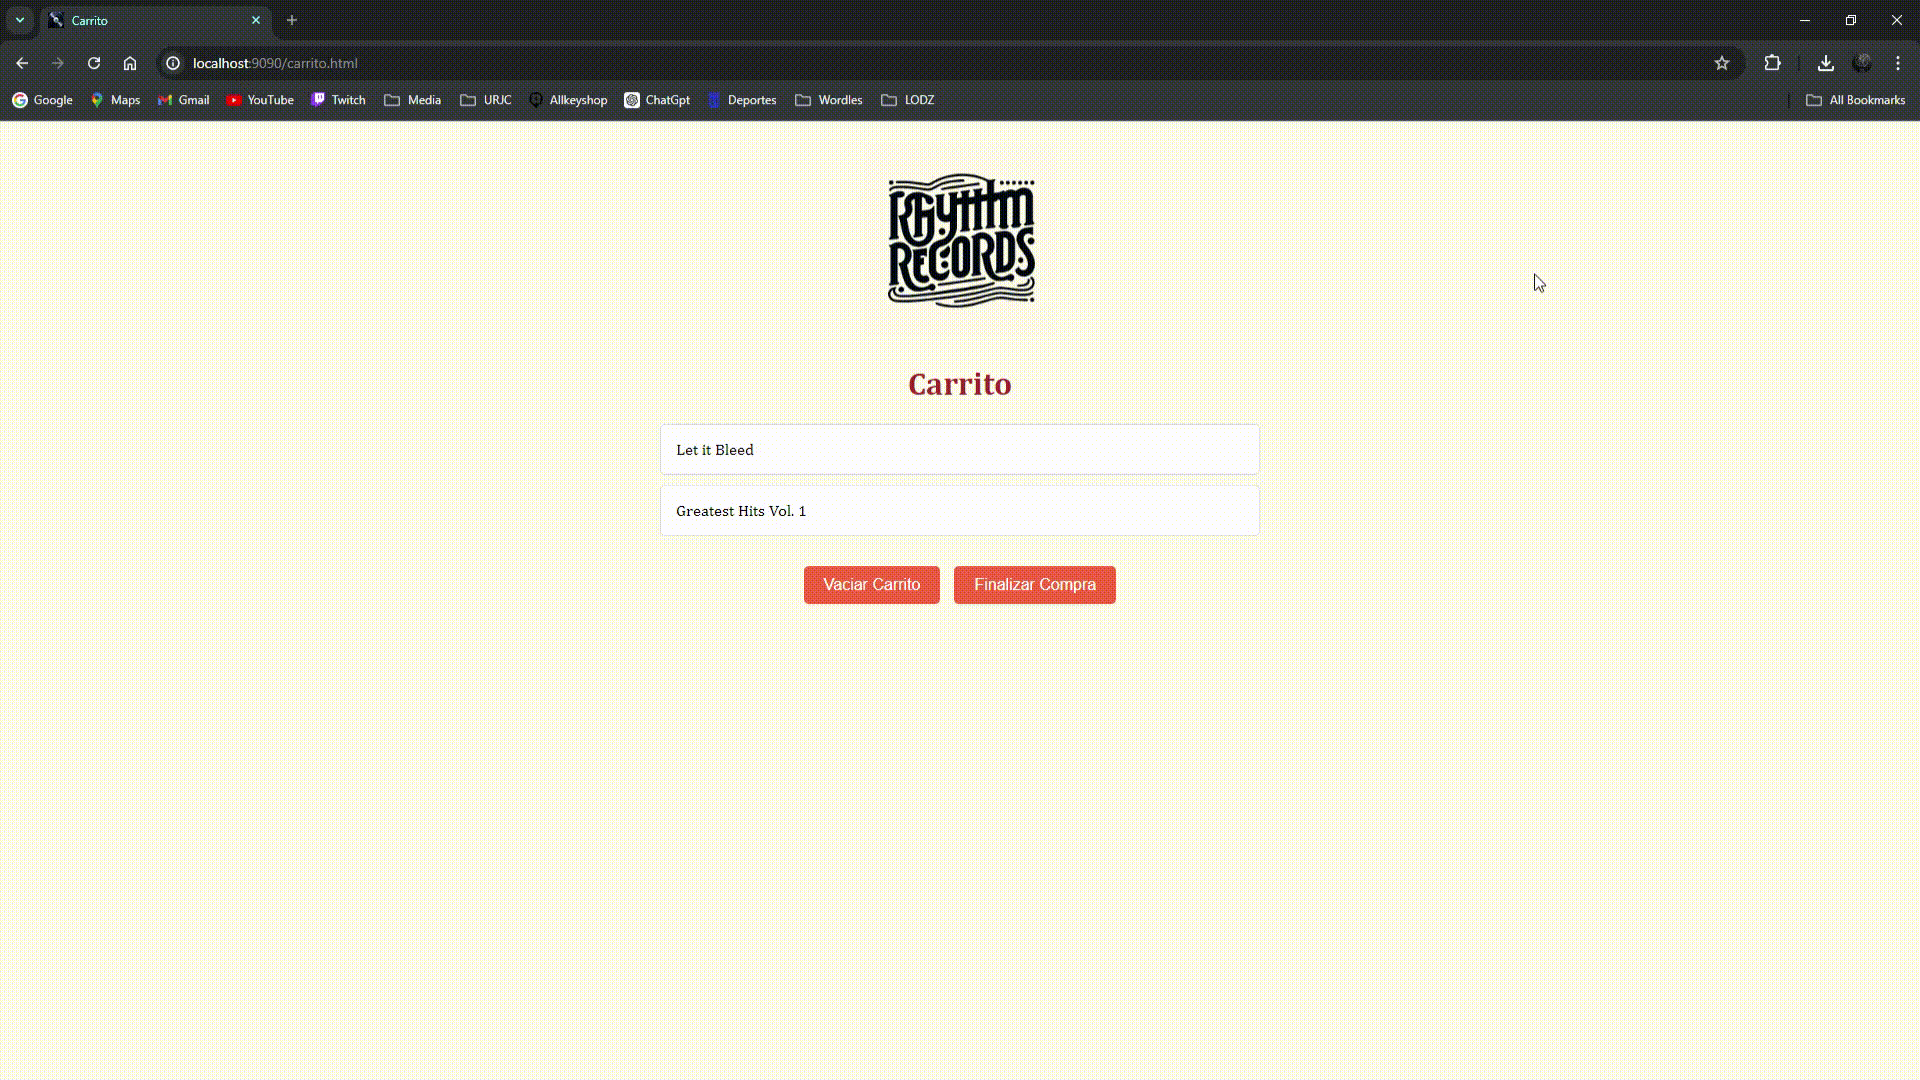 Carrito
localhost:9090/carrito.html
Google Maps Gmail YouTube Twitch Media URJC Allkeyshop ChatGpt Deportes Wordles LODZ All Bookmarks
Rhythm
RECORDS
Carrito
Let it Bleed
Greatest Hits Vol. 1
Vaciar Carrito Finalizar Compra